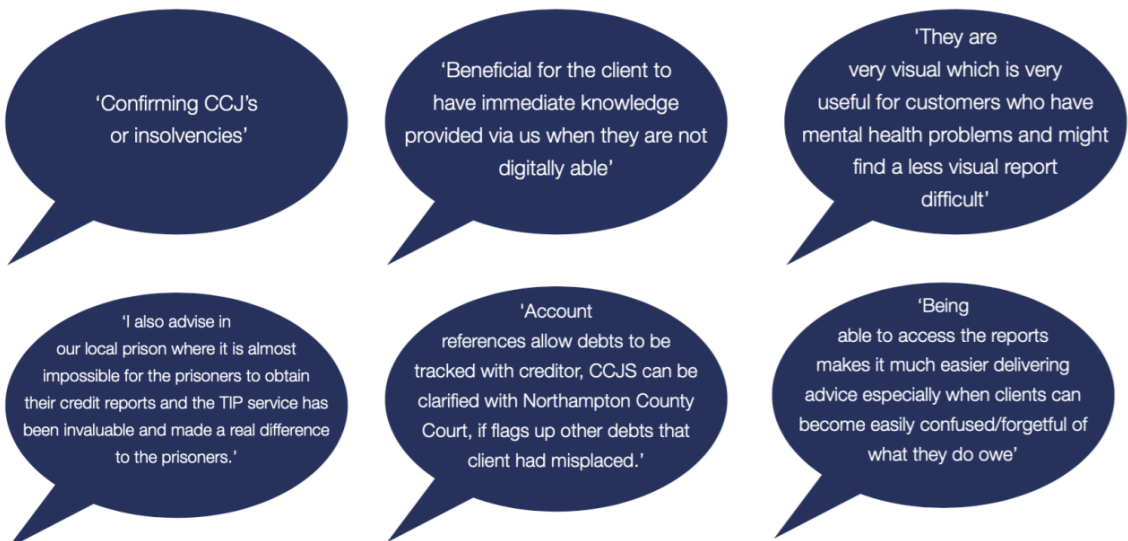 'Confirming CCJ's
or insolvencies'
'Beneficial for the client to
have immediate knowledge
provided via us when they are not
digitally able'
'They are
very visual which is very
useful for customers who have
mental health problems and might
find a less visual report
difficult'
'I also advise in
our local prison where it is almost
impossible for the prisoners to obtain
their credit reports and the TIP service has
been invaluable and made a real difference
to the prisoners.'
'Account
references allow debts to be
tracked with creditor, CCJS can be
clarified with Northampton County
Court, if flags up other debts that
client had misplaced.'
'Being
able to access the reports
makes it much easier delivering
advice especially when clients can
become easily confused/forgetful of
what they do owe'